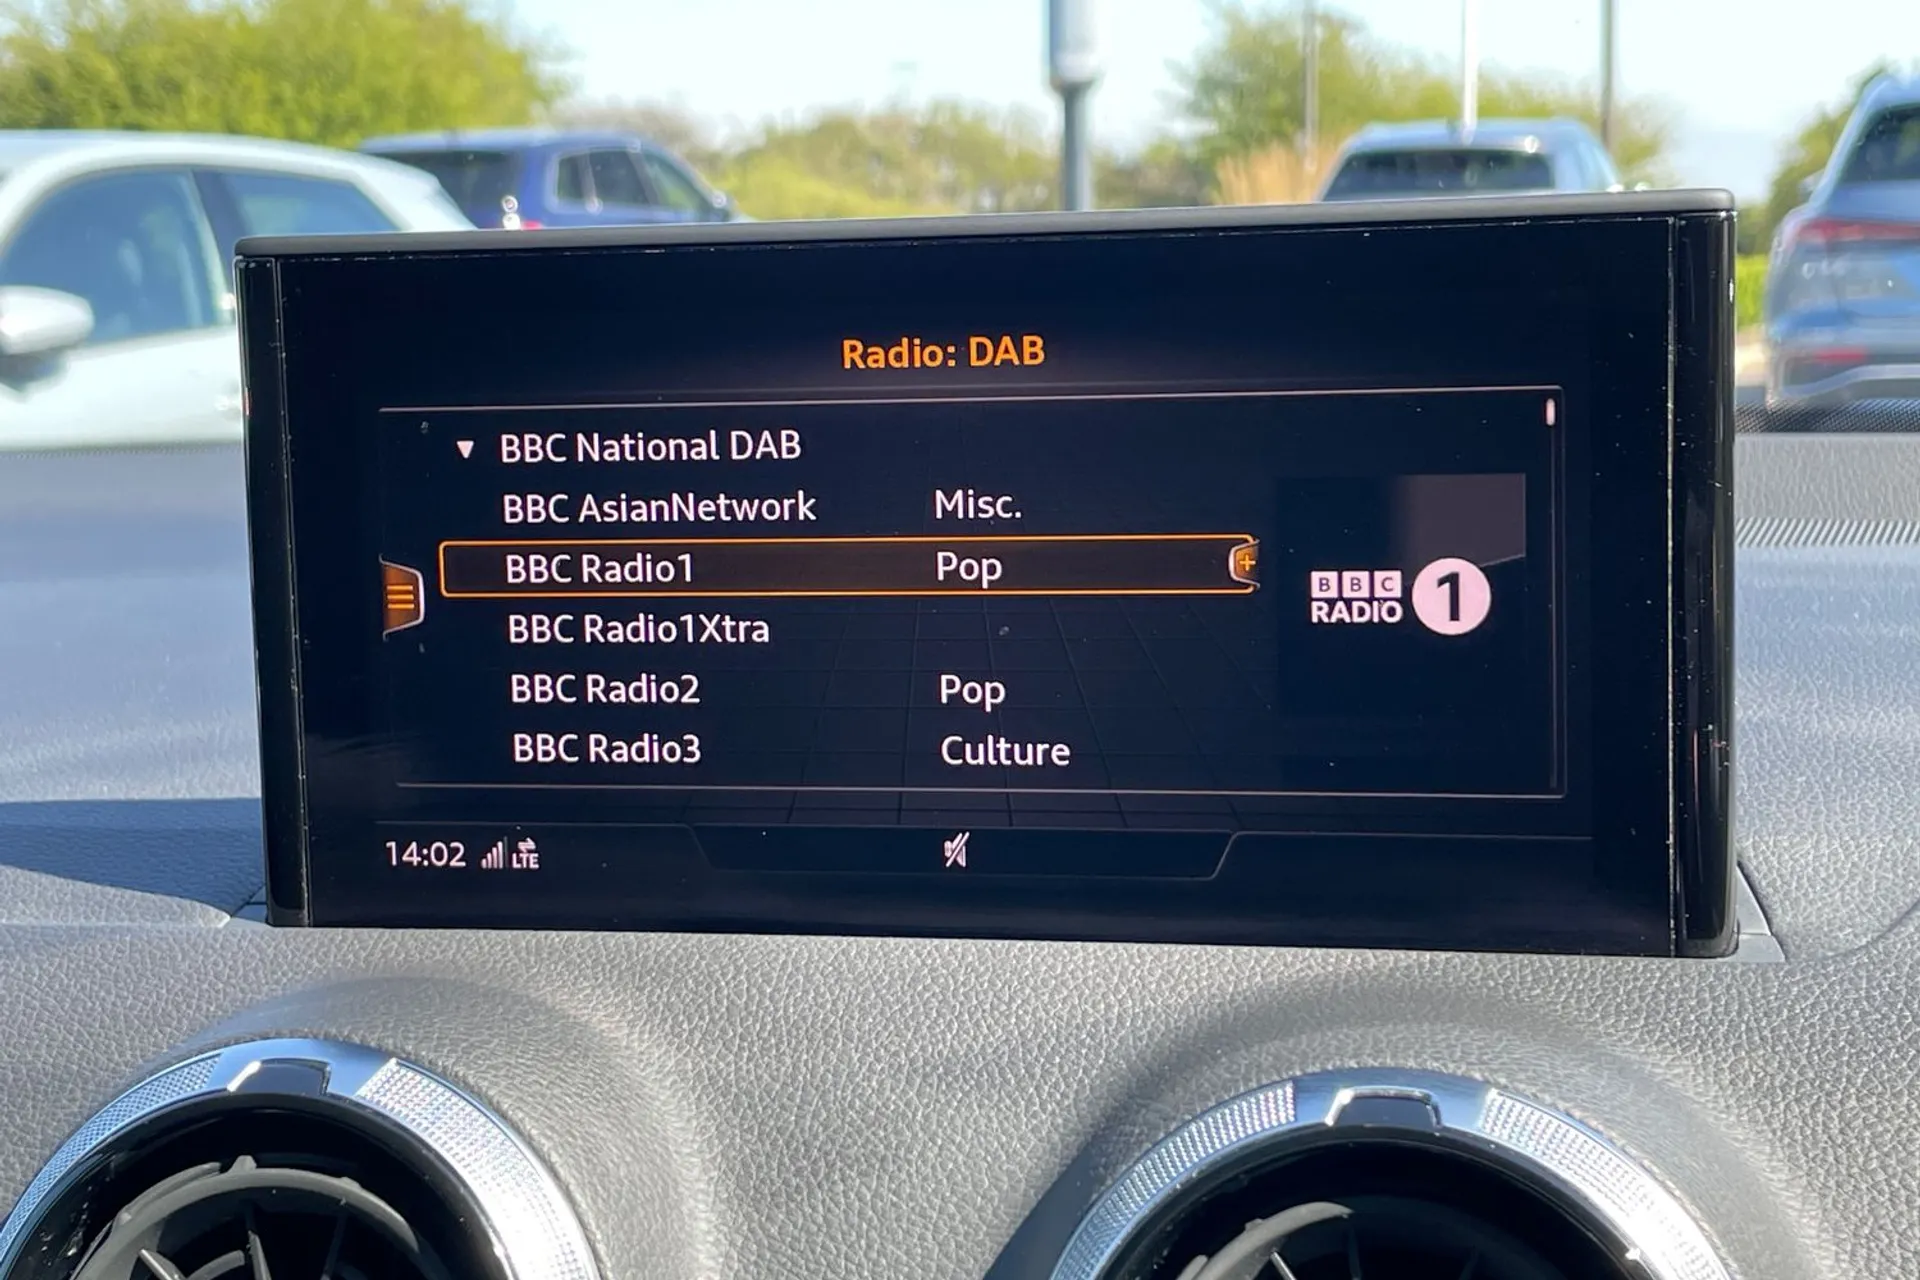 Radio: DAB
▼ BBC National DAB
BBC AsianNetwork Misc.
BBC Radio1 Pop
BBC Radio1Xtra
BBC Radio2 Pop
BBC Radio3 Culture
BBC
RADIO 1
14:02 LTE